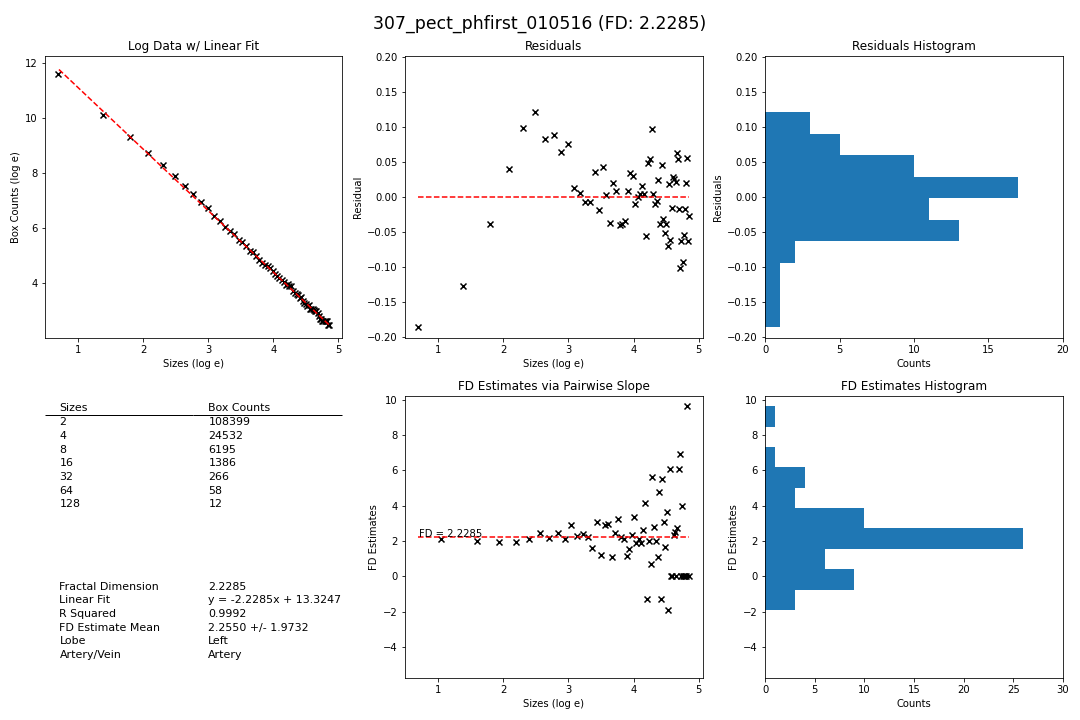 307_pect_phfirst_010516 (FD: 2.2285)
Log Data w/ Linear Fit
Box Counts (log e)
12
10
8
6
4
1 2 3 4 5
Sizes (log e)
Residuals
Residual
0.20
0.15
0.10
0.05
0.00
−0.05
−0.10
−0.15
−0.20
1 2 3 4 5
Sizes (log e)
Residuals Histogram
Residuals
0.20
0.15
0.10
0.05
0.00
−0.05
−0.10
−0.15
−0.20
0 5 10 15 20
Counts
Sizes Box Counts
2 108399
4 24532
8 6195
16 1386
32 266
64 58
128 12
Fractal Dimension 2.2285
Linear Fit y = -2.2285x + 13.3247
R Squared 0.9992
FD Estimate Mean 2.2550 +/- 1.9732
Lobe Left
Artery/Vein Artery
FD Estimates via Pairwise Slope
FD Estimates
10
8
6
4
2
0
−2
−4
FD = 2.2285
1 2 3 4 5
Sizes (log e)
FD Estimates Histogram
FD Estimates
10
8
6
4
2
0
−2
−4
0 5 10 15 20 25 30
Counts